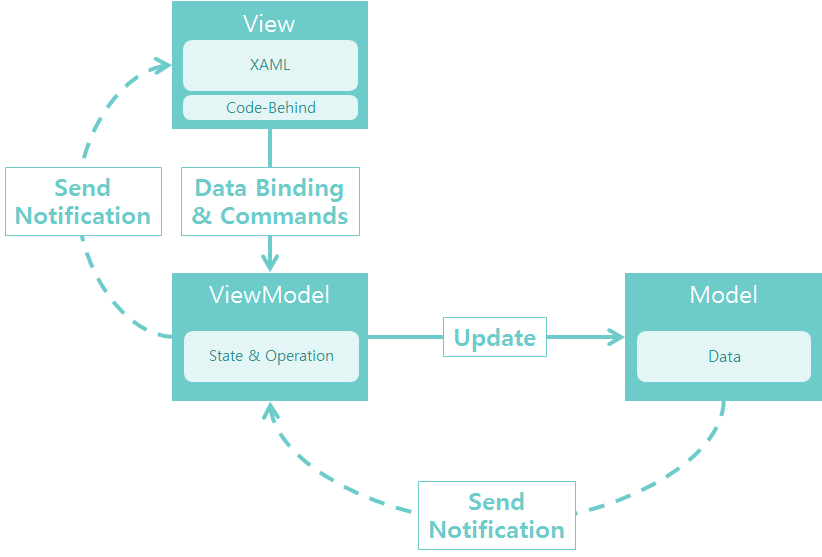 View
XAML
Code-Behind
Send
Notification
Data Binding
& Commands
ViewModel
State & Operation
Update
Model
Data
Send
Notification